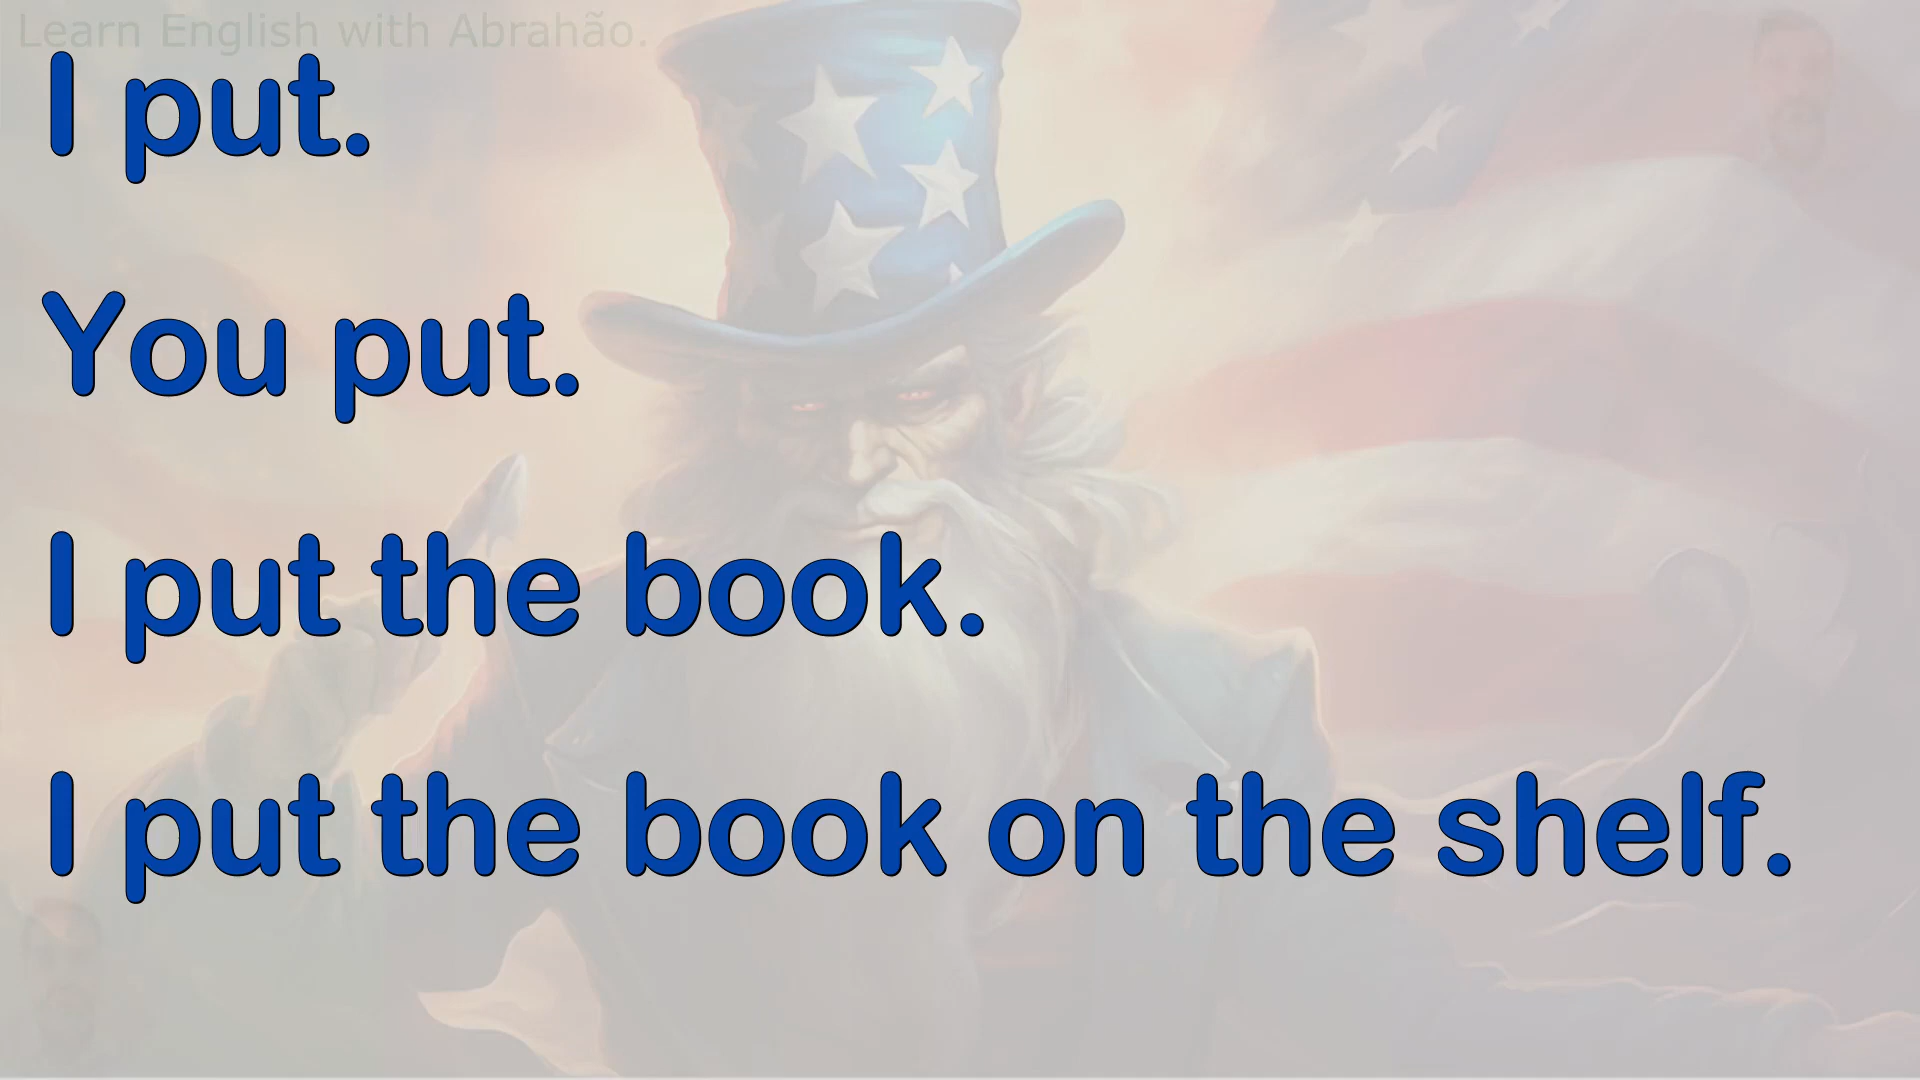 Learn English with Abrahão.
I put.
You put.
I put the book.
I put the book on the shelf.